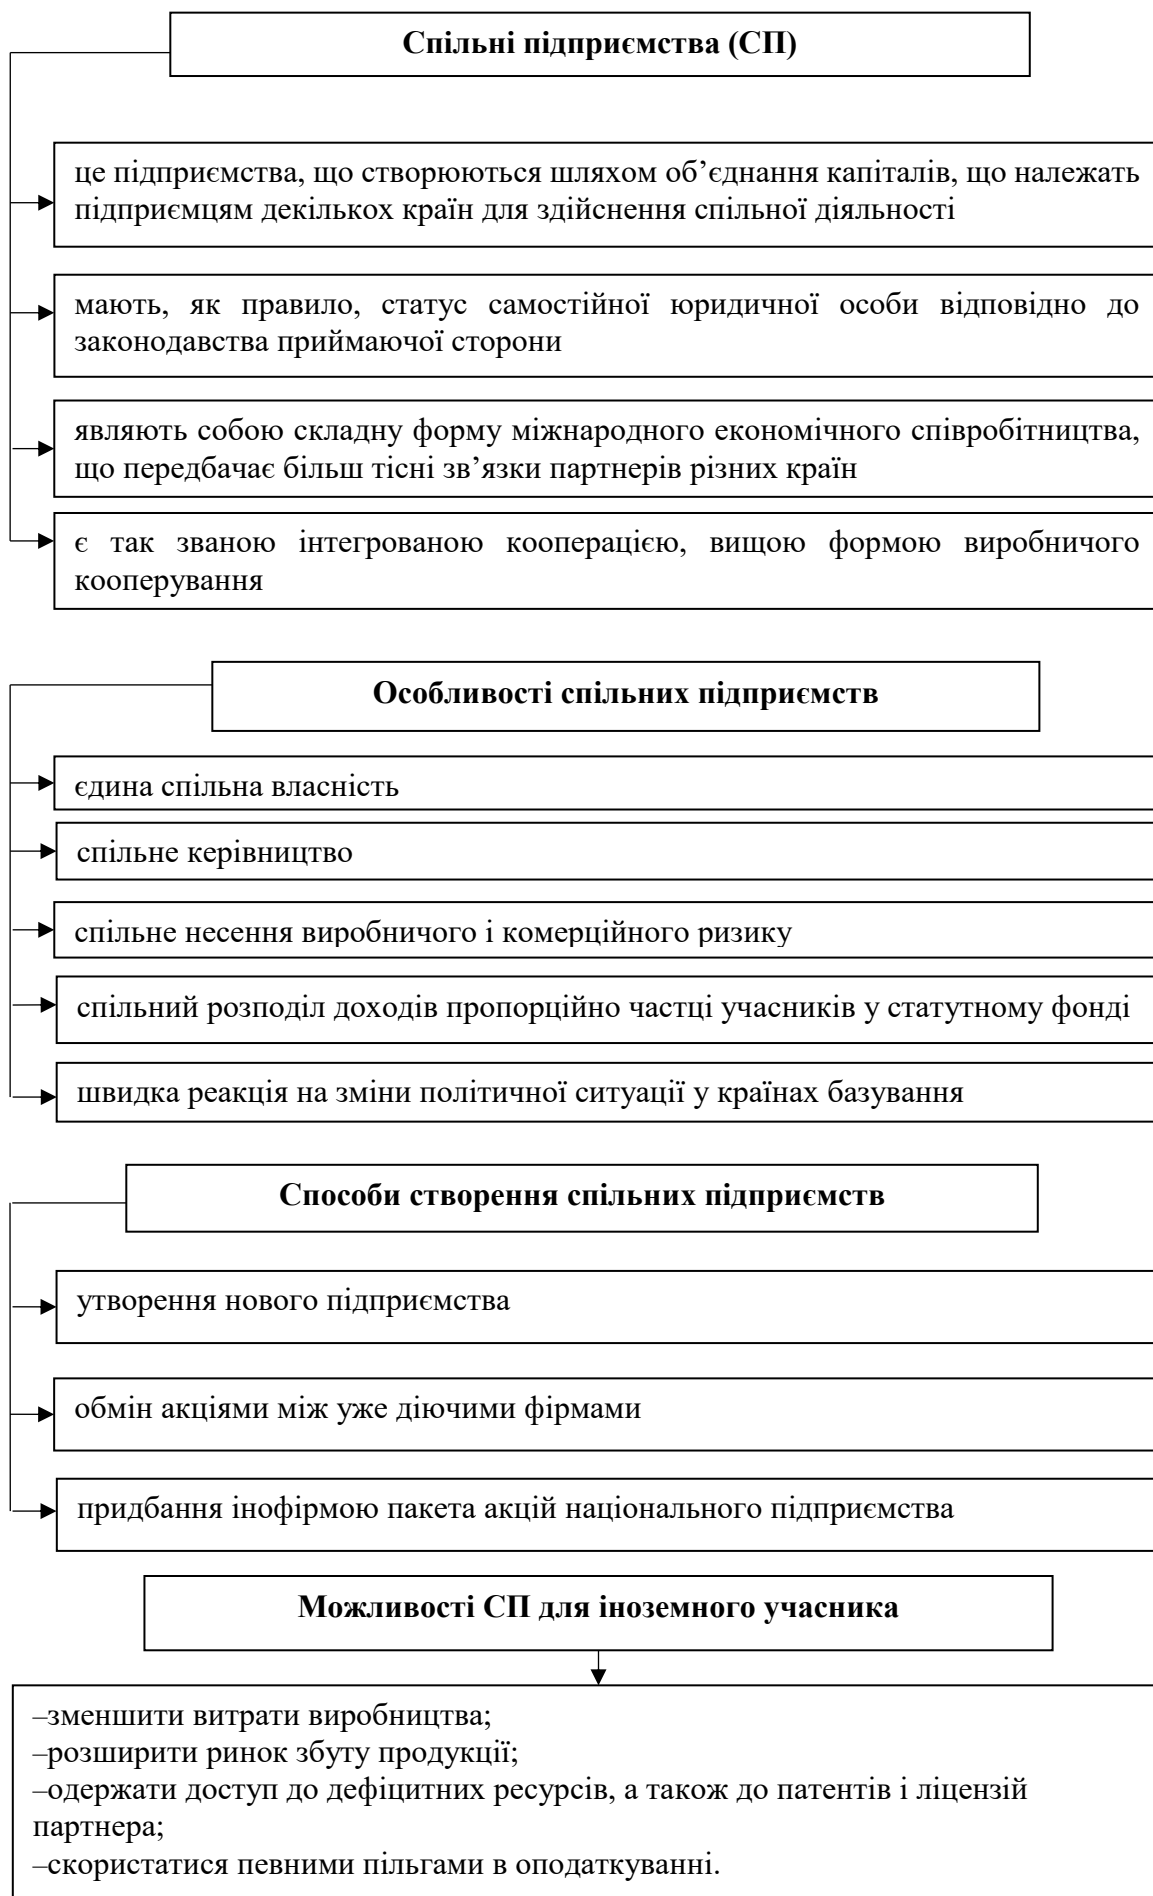 Спільні підприємства (СП)
це підприємства, що створюються шляхом об’єднання капіталів, що належать
підприємцям декількох країн для здійснення спільної діяльності
мають, як правило, статус самостійної юридичної особи відповідно до
законодавства приймаючої сторони
являють собою складну форму міжнародного економічного співробітництва,
що передбачає більш тісні зв’язки партнерів різних країн
є так званою інтегрованою кооперацією, вищою формою виробничого
кооперування
Особливості спільних підприємств
єдина спільна власність
спільне керівництво
спільне несення виробничого і комерційного ризику
спільний розподіл доходів пропорційно частці учасників у статутному фонді
швидка реакція на зміни політичної ситуації у країнах базування
Способи створення спільних підприємств
утворення нового підприємства
обмін акціями між уже діючими фірмами
придбання інофірмою пакета акцій національного підприємства
Можливості СП для іноземного учасника
–зменшити витрати виробництва;
–розширити ринок збуту продукції;
–одержати доступ до дефіцитних ресурсів, а також до патентів і ліцензій
партнера;
–скористатися певними пільгами в оподаткуванні.